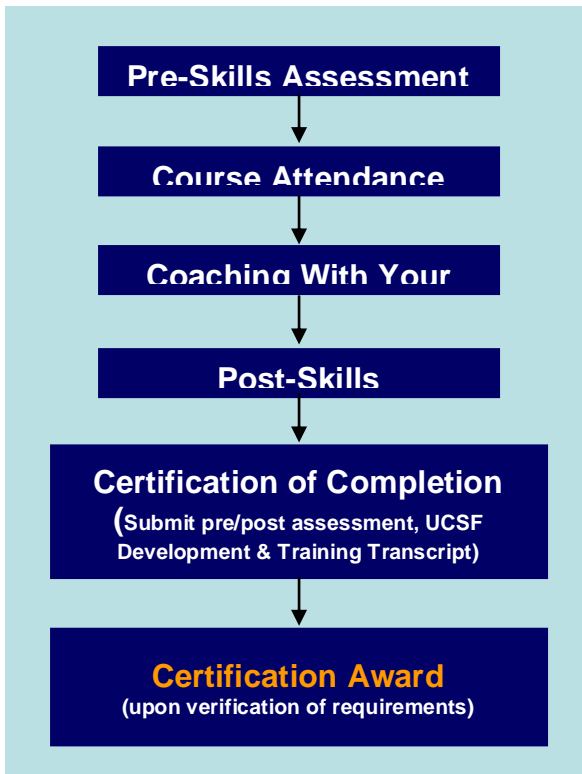 Pre-Skills Assessment
Course Attendance
Coaching With Your
Post-Skills
Certification of Completion
(Submit pre/post assessment, UCSF
Development & Training Transcript)
Certification Award
(upon verification of requirements)